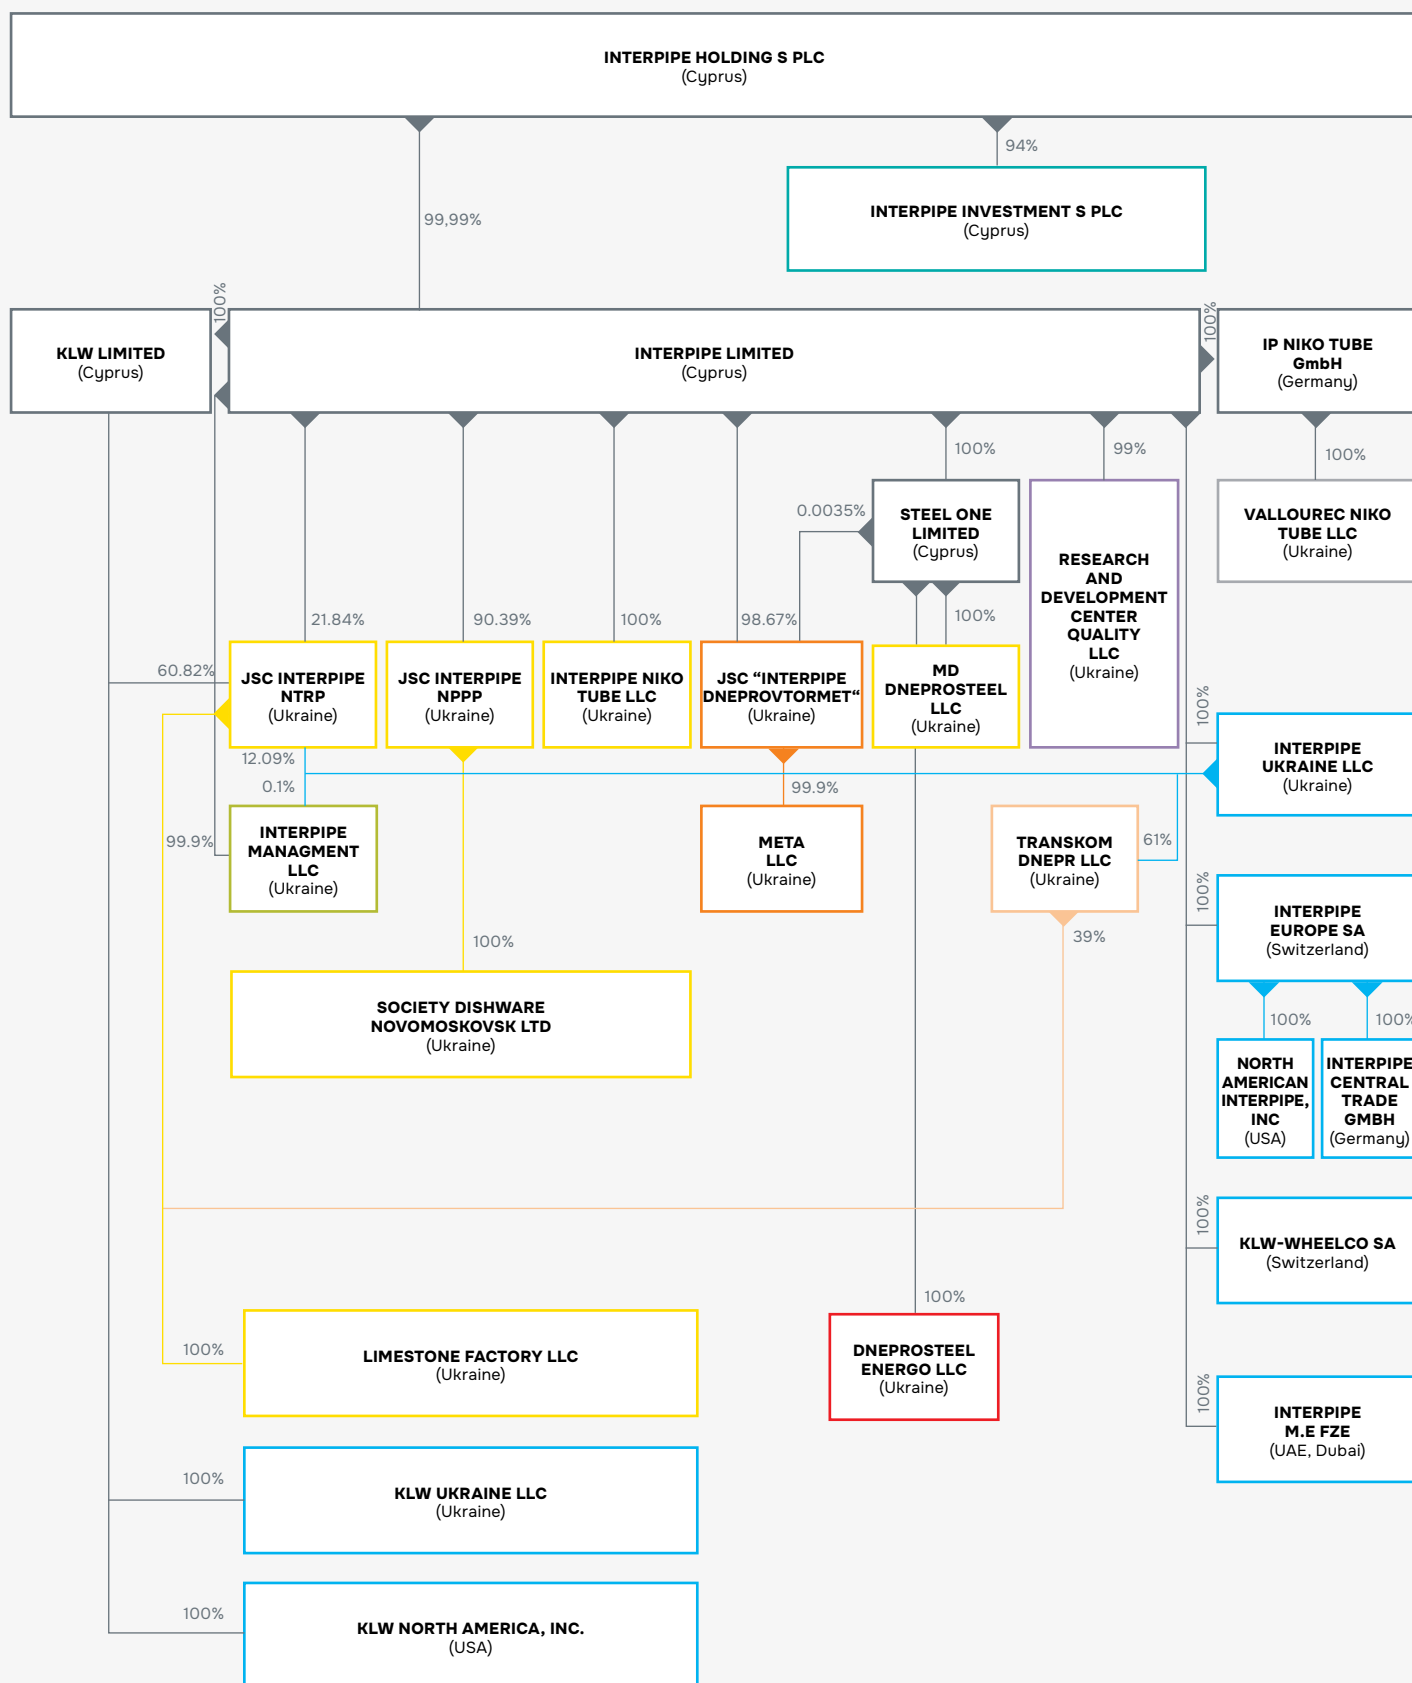 INTERPIPE HOLDING S PLC
(Cyprus)
94%
INTERPIPE INVESTMENT S PLC
(Cyprus)
99,99%
100%
100%
KLW LIMITED
(Cyprus)
INTERPIPE LIMITED
(Cyprus)
IP NIKO TUBE
GmbH
(Germany)
100%
99%
100%
0.0035%
STEEL ONE
LIMITED
(Cyprus)
RESEARCH
AND
DEVELOPMENT
CENTER
QUALITY
LLC
(Ukraine)
VALLOUREC NIKO
TUBE LLC
(Ukraine)
21.84%
90.39%
100%
98.67%
100%
60.82%
JSC INTERPIPE
NTRP
(Ukraine)
JSC INTERPIPE
NPPP
(Ukraine)
INTERPIPE NIKO
TUBE LLC
(Ukraine)
JSC “INTERPIPE
DNEPROVTORMET“
(Ukraine)
MD
DNEPROSTEEL
LLC
(Ukraine)
100%
INTERPIPE
UKRAINE LLC
(Ukraine)
12.09%
0.1%
99.9%
99.9%
INTERPIPE
MANAGMENT
LLC
(Ukraine)
META
LLC
(Ukraine)
TRANSKOM
DNEPR LLC
(Ukraine)
61%
100%
INTERPIPE
EUROPE SA
(Switzerland)
100%
39%
SOCIETY DISHWARE
NOVOMOSKOVSK LTD
(Ukraine)
100%
100%
NORTH
AMERICAN
INTERPIPE,
INC
(USA)
INTERPIPE
CENTRAL
TRADE
GMBH
(Germany)
100%
KLW-WHEELCO SA
(Switzerland)
100%
100%
LIMESTONE FACTORY LLC
(Ukraine)
DNEPROSTEEL
ENERGO LLC
(Ukraine)
100%
INTERPIPE
M.E FZE
(UAE, Dubai)
100%
KLW UKRAINE LLC
(Ukraine)
100%
KLW NORTH AMERICA, INC.
(USA)